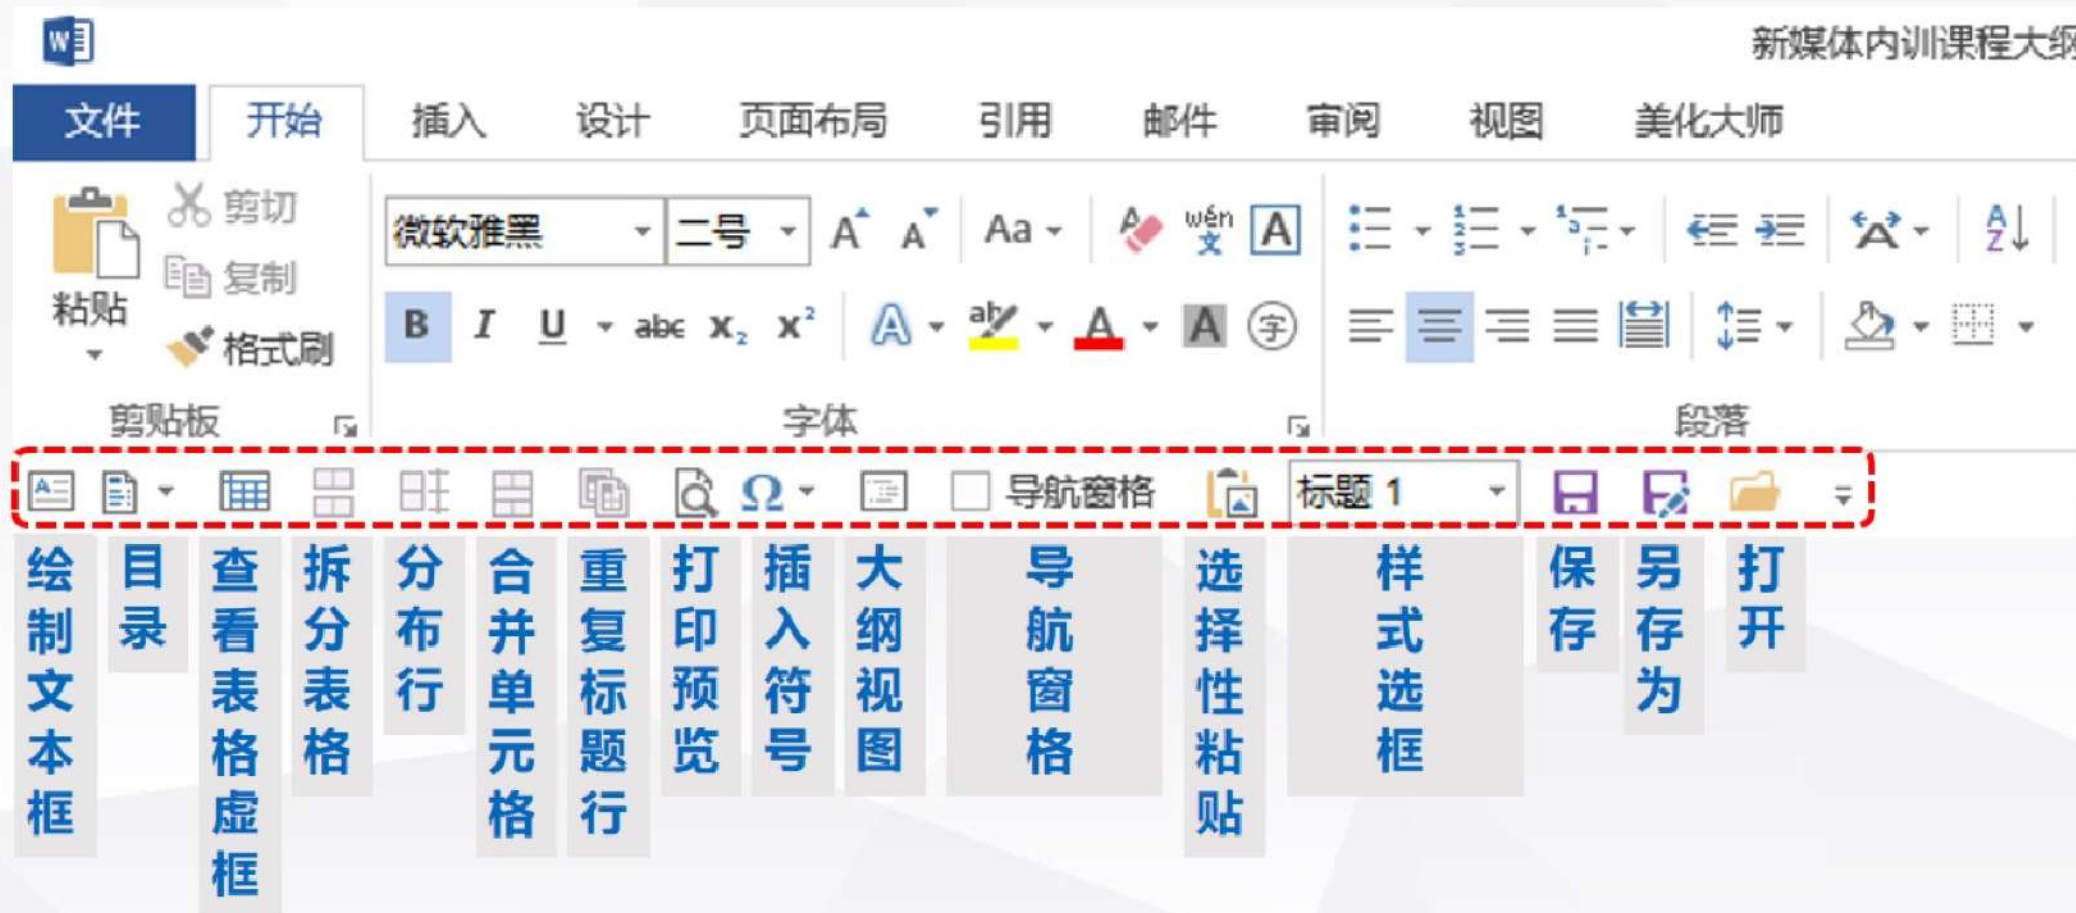 新媒体内训课程大纲
文件 开始 插入 设计 页面布局 引用 邮件 审阅 视图 美化大师
剪切
复制
粘贴
格式刷
微软雅黑 二号 A A Aa wén 文 A
B I U abc X₂ X² A ab A A 字
剪贴板 字体 段落
Ω 导航窗格 标题 1
绘制文本框
目录
查看表格虚框
拆分表格
分布行
合并单元格
重复标题行
打印预览
插入符号
大纲视图
导航窗格
选择性粘贴
样式选框
保存
另存为
打开